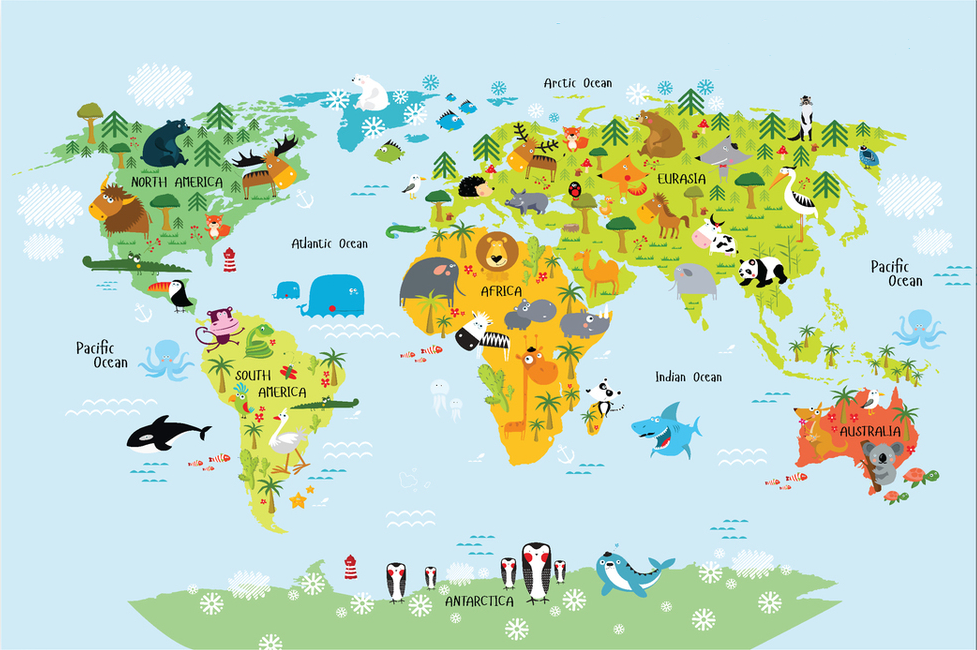 Arctic Ocean
NORTH AMERICA
EURASIA
Atlantic Ocean
Pacific
Ocean
AFRICA
Pacific
Ocean
SOUTH
AMERICA
Indian Ocean
AUSTRALIA
ANTARCTICA